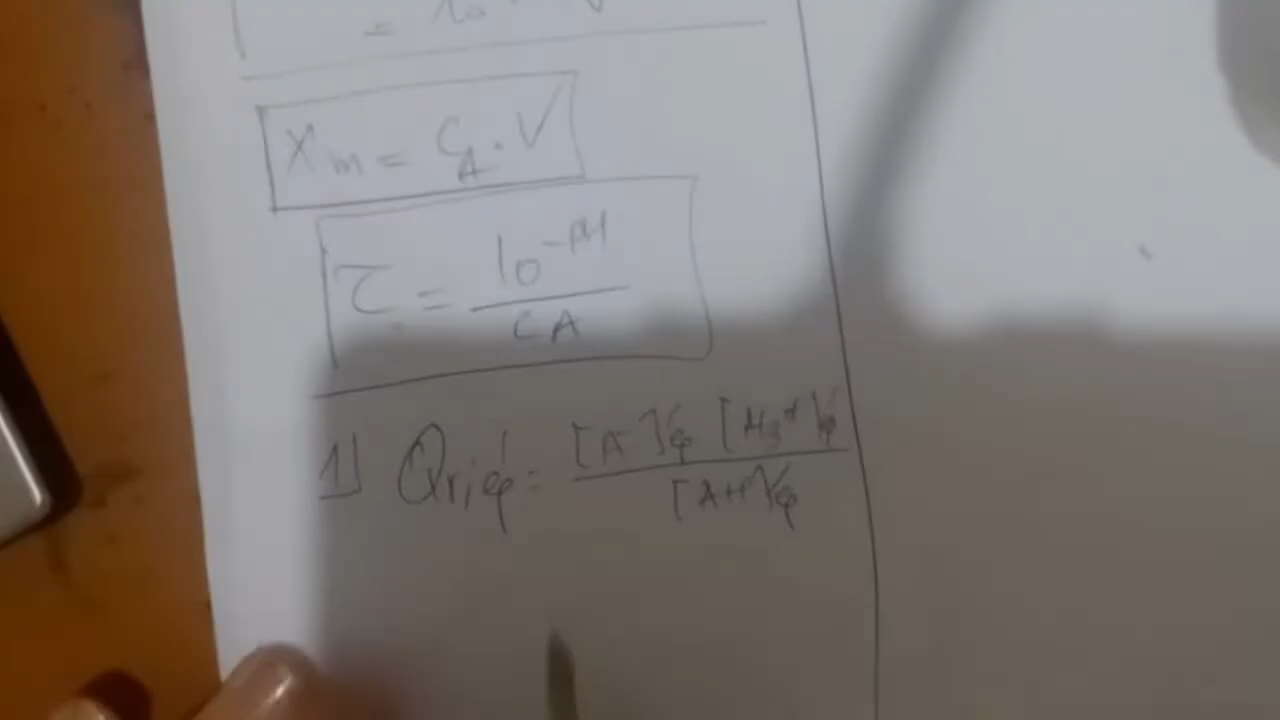 Xm = CA . V
τ = 10^-pH / CA
1) Qr,éq = [A-]éq [H3O+]éq / [AH]éq